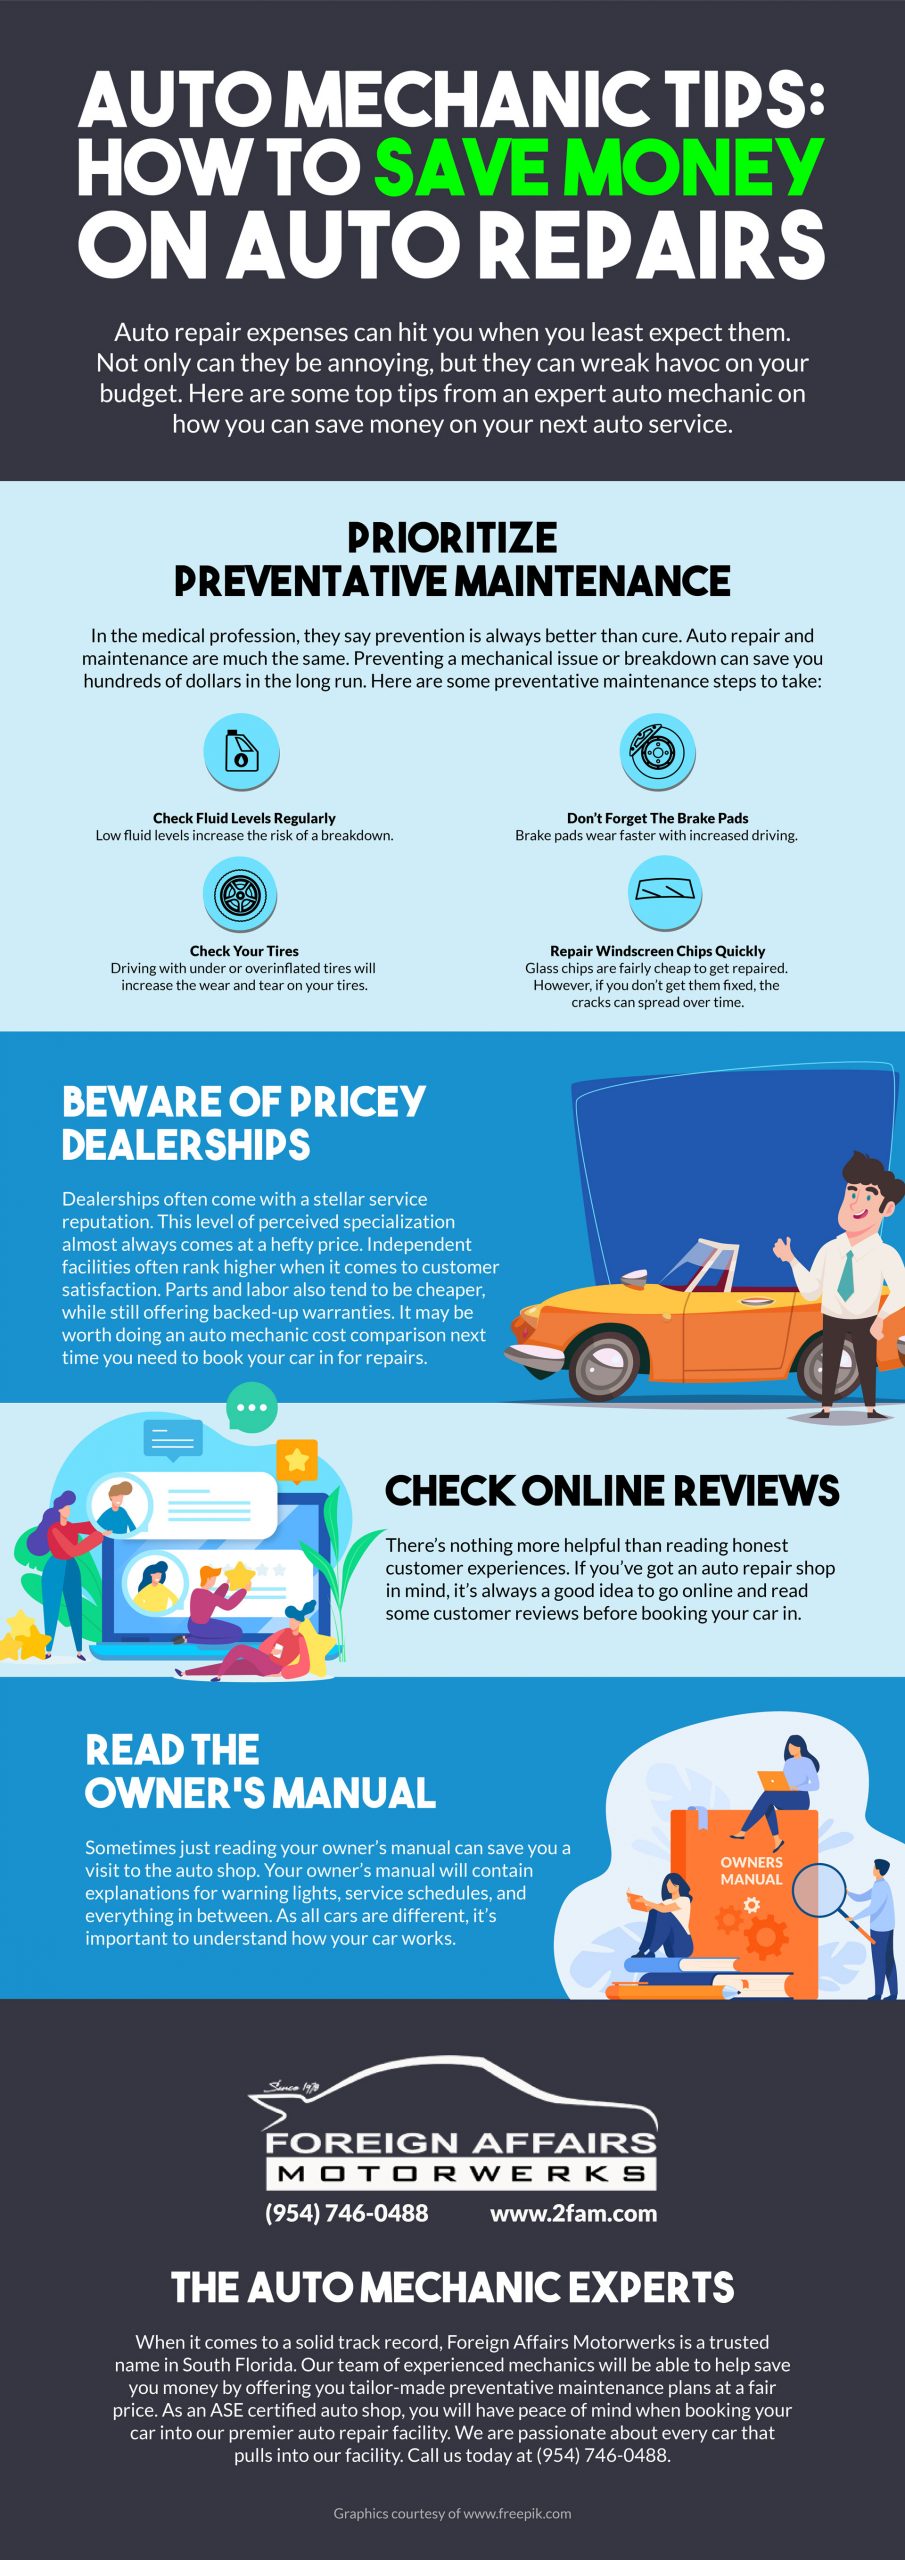 AUTO MECHANIC TIPS:
HOW TO SAVE MONEY
ON AUTO REPAIRS
Auto repair expenses can hit you when you least expect them.
Not only can they be annoying, but they can wreak havoc on your
budget. Here are some top tips from an expert auto mechanic on
how you can save money on your next auto service.
PRIORITIZE
PREVENTATIVE MAINTENANCE
In the medical profession, they say prevention is always better than cure. Auto repair and
maintenance are much the same. Preventing a mechanical issue or breakdown can save you
hundreds of dollars in the long run. Here are some preventative maintenance steps to take:
Check Fluid Levels Regularly
Low fluid levels increase the risk of a breakdown.
Don't Forget The Brake Pads
Brake pads wear faster with increased driving.
Check Your Tires
Driving with under or overinflated tires will
increase the wear and tear on your tires.
Repair Windscreen Chips Quickly
Glass chips are fairly cheap to get repaired.
However, if you don't get them fixed, the
cracks can spread over time.
BEWARE OF PRICEY
DEALERSHIPS
Dealerships often come with a stellar service
reputation. This level of perceived specialization
almost always comes at a hefty price. Independent
facilities often rank higher when it comes to customer
satisfaction. Parts and labor also tend to be cheaper,
while still offering backed-up warranties. It may be
worth doing an auto mechanic cost comparison next
time you need to book your car in for repairs.
CHECK ONLINE REVIEWS
There's nothing more helpful than reading honest
customer experiences. If you've got an auto repair shop
in mind, it's always a good idea to go online and read
some customer reviews before booking your car in.
READ THE
OWNER'S MANUAL
Sometimes just reading your owner's manual can save you a
visit to the auto shop. Your owner's manual will contain
explanations for warning lights, service schedules, and
everything in between. As all cars are different, it's
important to understand how your car works.
OWNERS
MANUAL
Since 1978
FOREIGN AFFAIRS
MOTORWERKS
(954) 746-0488 www.2fam.com
THE AUTO MECHANIC EXPERTS
When it comes to a solid track record, Foreign Affairs Motorwerks is a trusted
name in South Florida. Our team of experienced mechanics will be able to help save
you money by offering you tailor-made preventative maintenance plans at a fair
price. As an ASE certified auto shop, you will have peace of mind when booking your
car into our premier auto repair facility. We are passionate about every car that
pulls into our facility. Call us today at (954) 746-0488.
Graphics courtesy of www.freepik.com